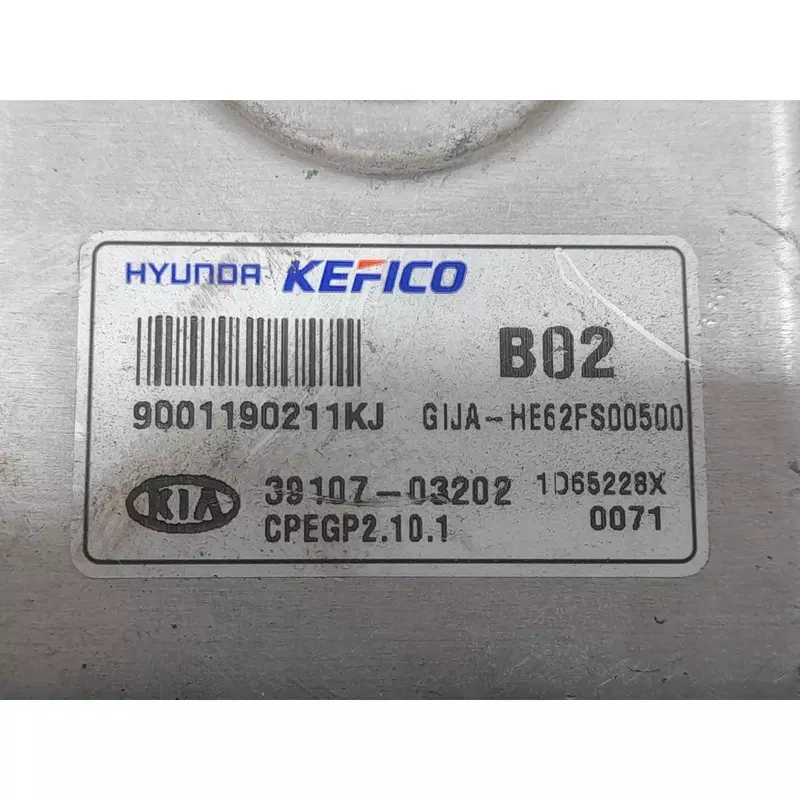 HYUNDAI KEFICO
B02
9001190211KJ GIJA-HE62FS00500
KIA 39107-03202 1D65228X
CPEGP2.10.1 0071